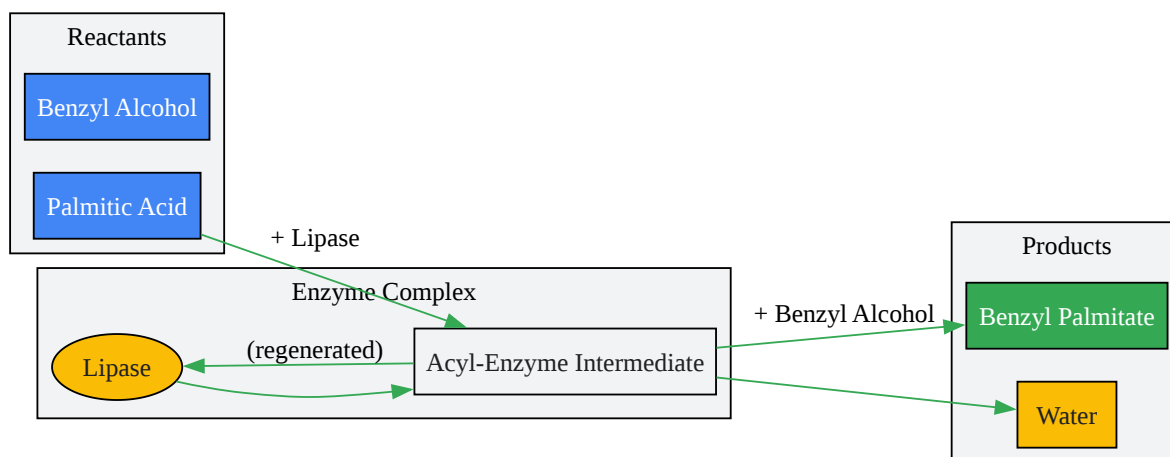 Reactants
Benzyl Alcohol
Palmitic Acid
+ Lipase
Enzyme Complex
Lipase
(regenerated)
Acyl-Enzyme Intermediate
+ Benzyl Alcohol
Products
Benzyl Palmitate
Water